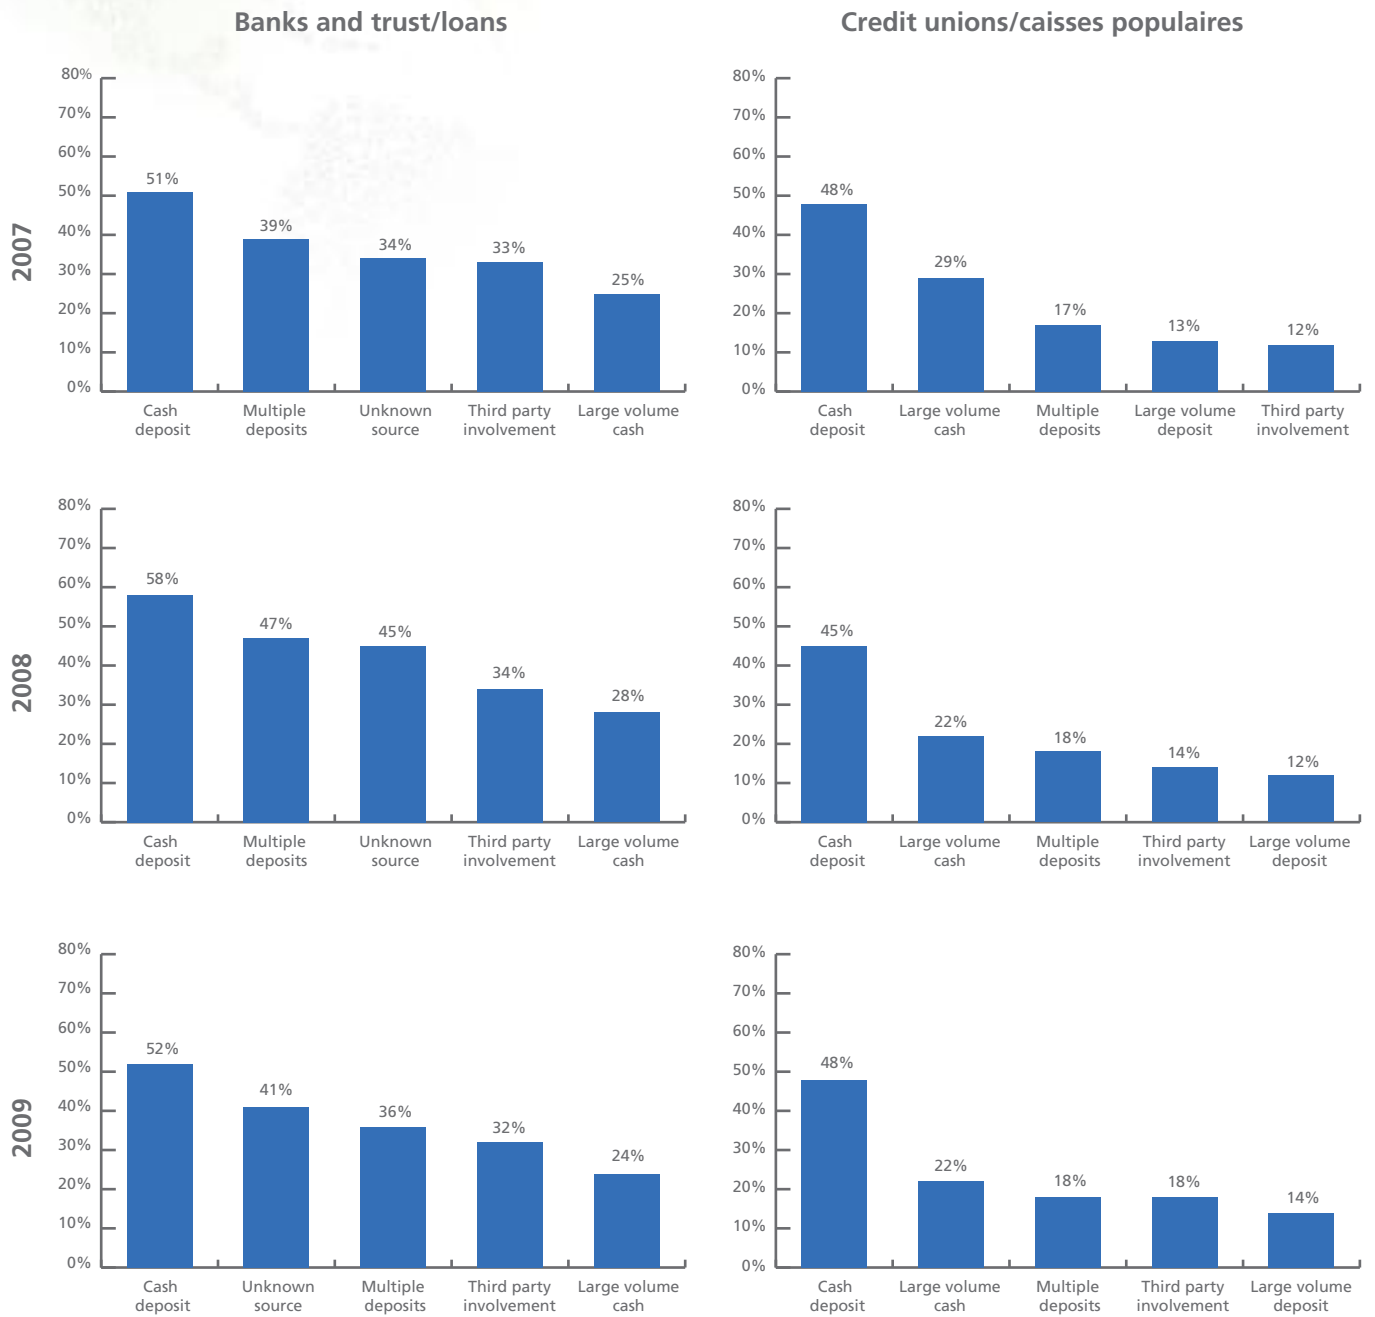 Banks and trust/loans
Credit unions/caisses populaires
2007
80%
70%
60%
50%
40%
30%
20%
10%
0%
51%
39%
34%
33%
25%
Cash deposit
Multiple deposits
Unknown source
Third party involvement
Large volume cash
80%
70%
60%
50%
40%
30%
20%
10%
0%
48%
29%
17%
13%
12%
Cash deposit
Large volume cash
Multiple deposits
Large volume deposit
Third party involvement
2008
80%
70%
60%
50%
40%
30%
20%
10%
0%
58%
47%
45%
34%
28%
Cash deposit
Multiple deposits
Unknown source
Third party involvement
Large volume cash
80%
70%
60%
50%
40%
30%
20%
10%
0%
45%
22%
18%
14%
12%
Cash deposit
Large volume cash
Multiple deposits
Third party involvement
Large volume deposit
2009
80%
70%
60%
50%
40%
30%
20%
10%
0%
52%
41%
36%
32%
24%
Cash deposit
Unknown source
Multiple deposits
Third party involvement
Large volume cash
80%
70%
60%
50%
40%
30%
20%
10%
0%
48%
22%
18%
18%
14%
Cash deposit
Large volume cash
Multiple deposits
Third party involvement
Large volume deposit